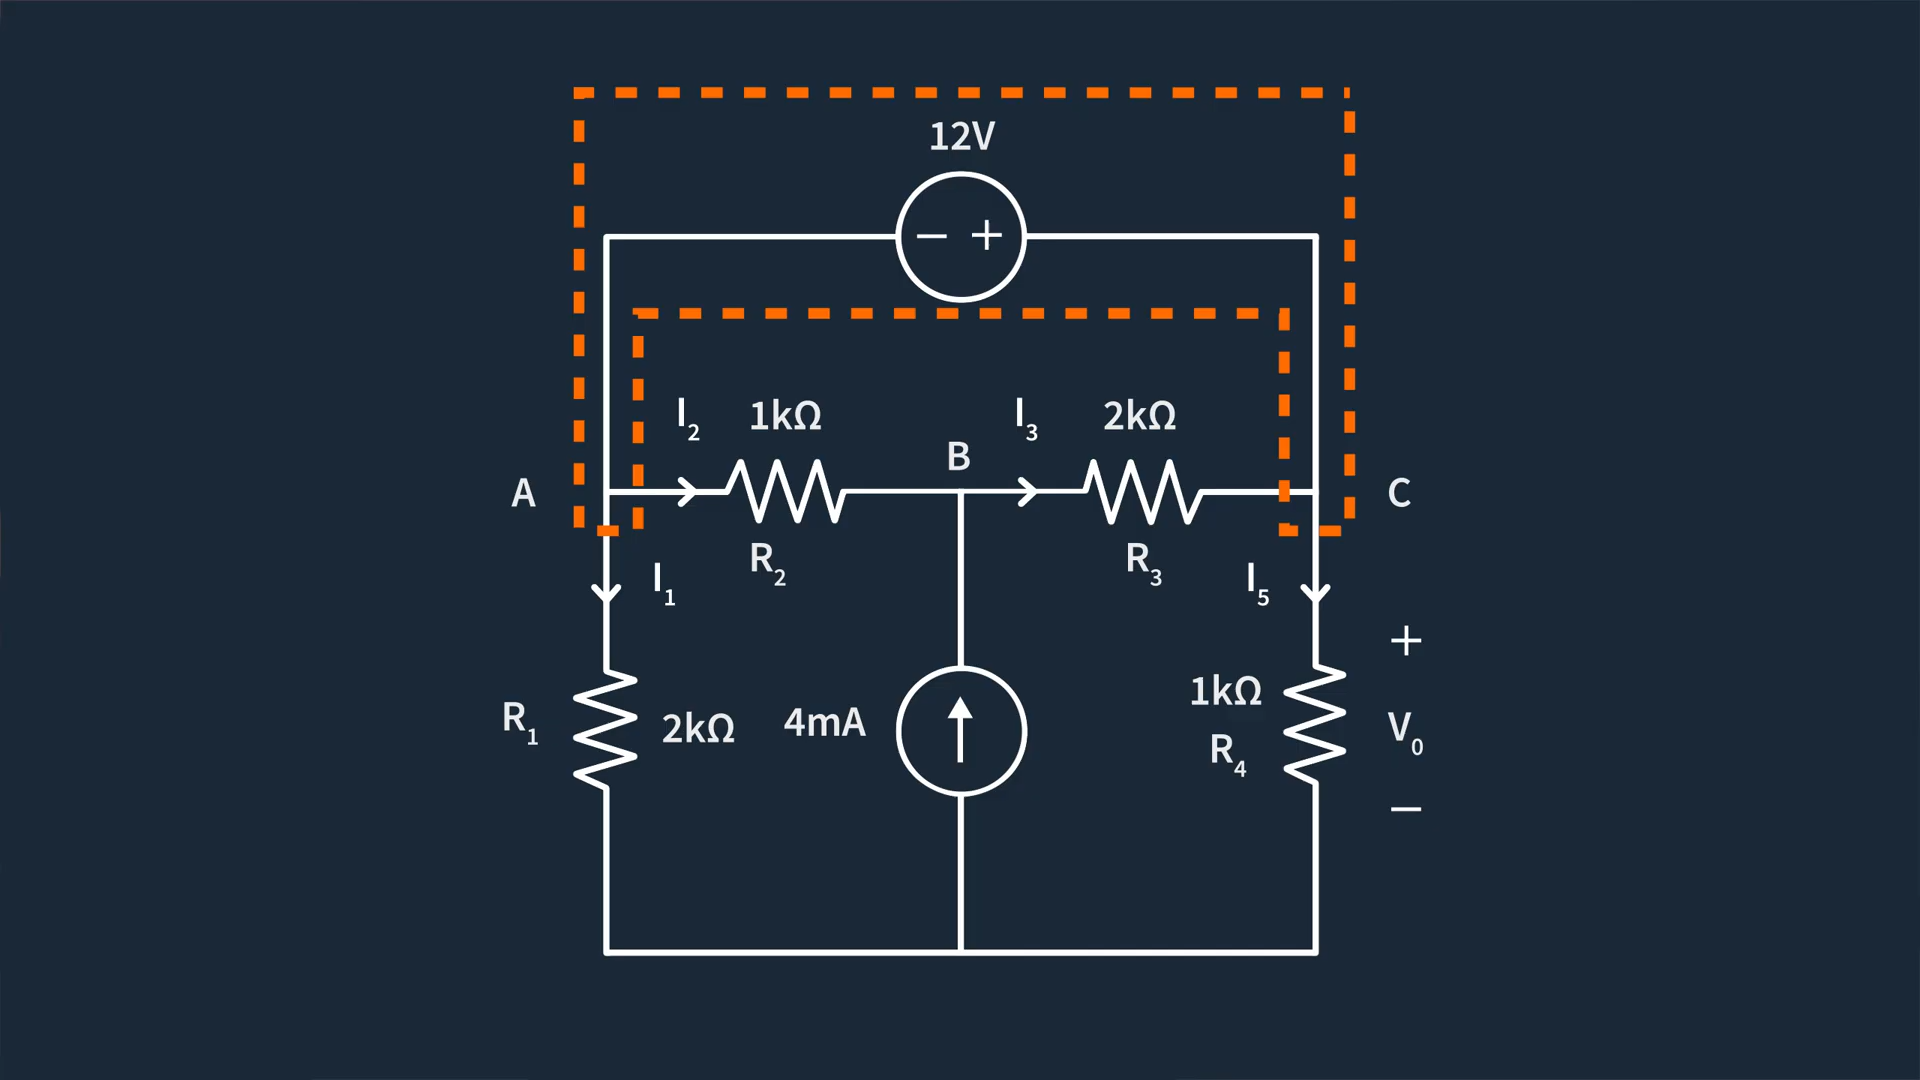 12V
− +
I₂ 1kΩ I₃ 2kΩ
B
A C
R₂ R₃
I₁ I₅
+
1kΩ
R₁ 2kΩ 4mA V₀
R₄
−